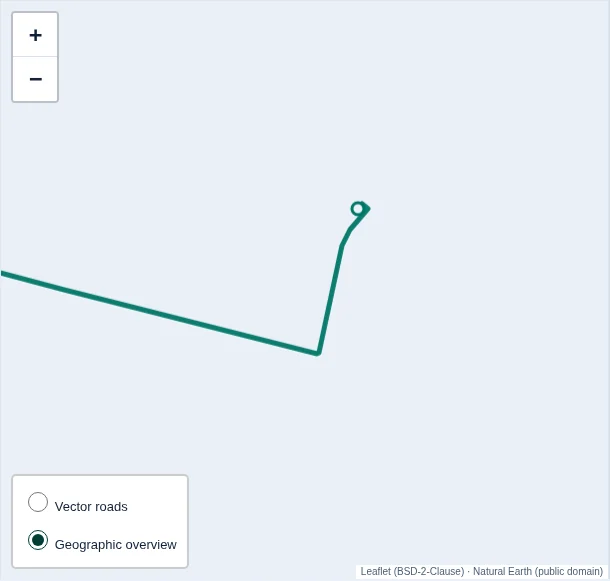 +
−
Vector roads
Geographic overview
Leaflet (BSD-2-Clause) · Natural Earth (public domain)